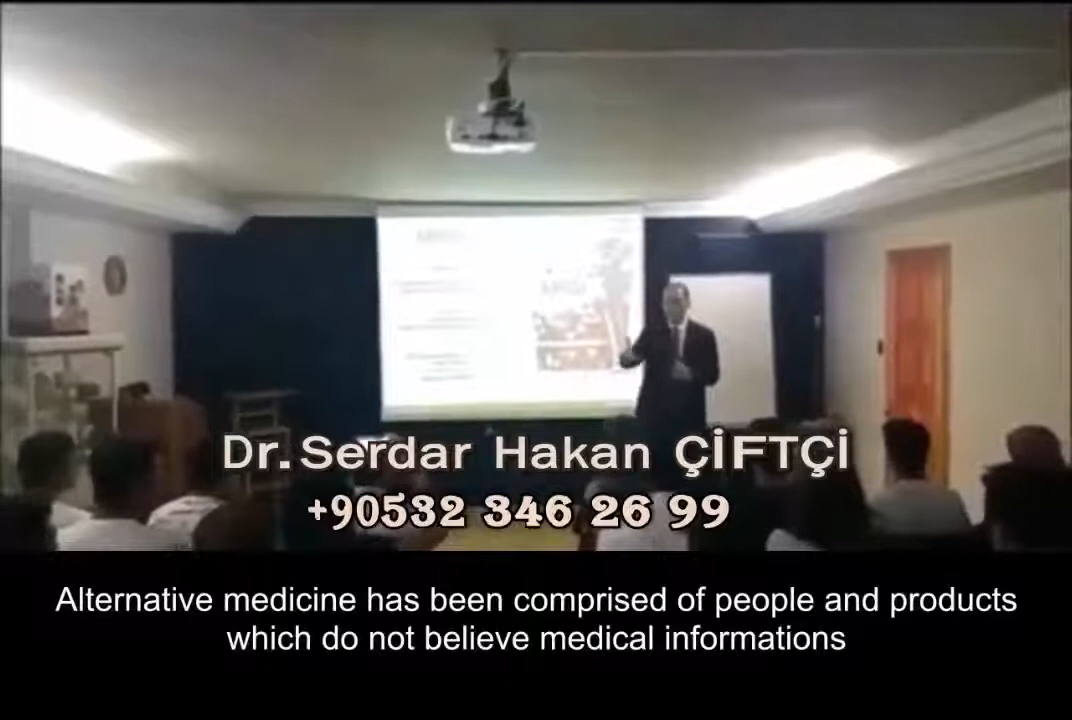 Dr. Serdar Hakan ÇİFTÇİ
+90532 346 26 99
Alternative medicine has been comprised of people and products
which do not believe medical informations